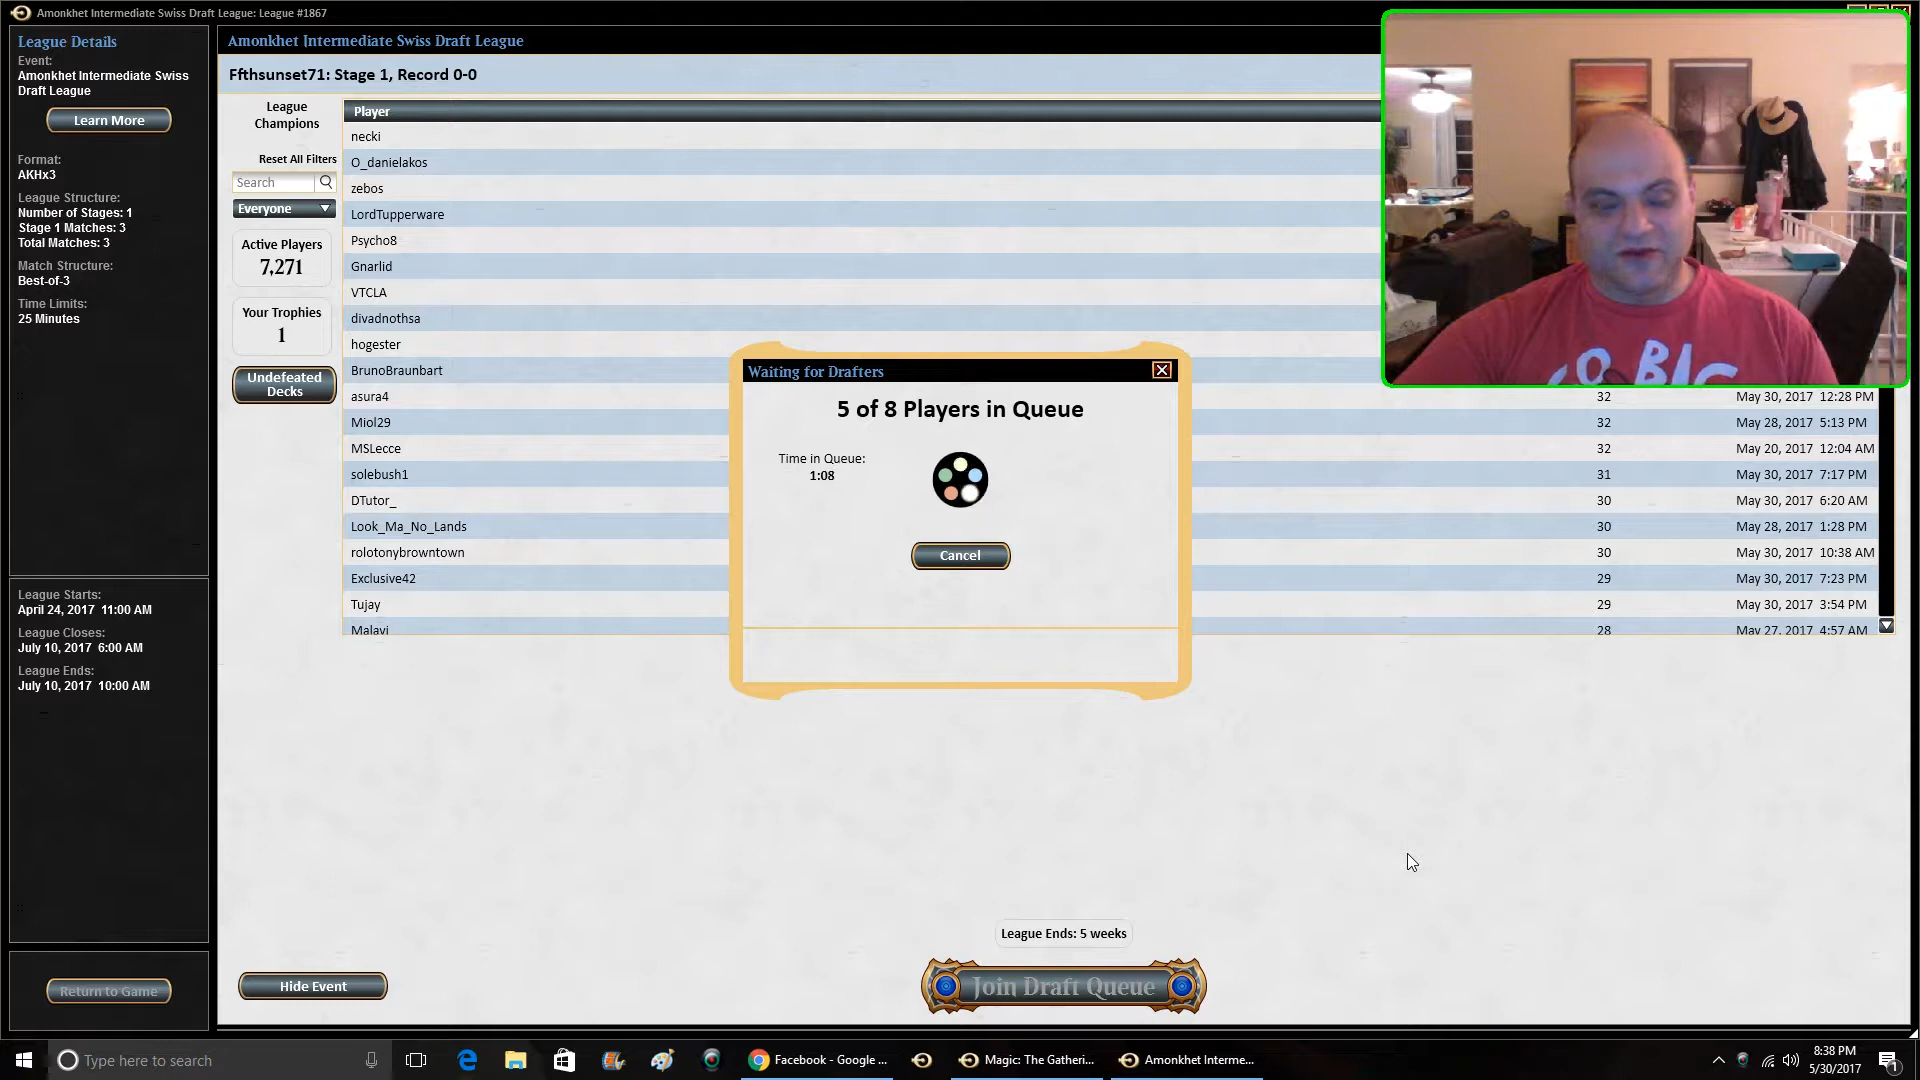 Amonkhet Intermediate Swiss Draft League: League #1867
League Details
Event:
Amonkhet Intermediate Swiss
Draft League
Learn More
Format:
AKHx3
League Structure:
Number of Stages: 1
Stage 1 Matches: 3
Total Matches: 3
Match Structure:
Best-of-3
Time Limits:
25 Minutes
League Starts:
April 24, 2017 11:00 AM
League Closes:
July 10, 2017 6:00 AM
League Ends:
July 10, 2017 10:00 AM
Return to Game
Amonkhet Intermediate Swiss Draft League
Ffthsunset71: Stage 1, Record 0-0
League
Champions
Reset All Filters
Search
Everyone
Active Players
7,271
Your Trophies
1
Undefeated
Decks
Player
necki
O_danielakos
zebos
LordTupperware
Psycho8
Gnarlid
VTCLA
divadnothsa
hogester
BrunoBraunbart
asura4 32 May 30, 2017 12:28 PM
Miol29 32 May 28, 2017 5:13 PM
MSLecce 32 May 20, 2017 12:04 AM
solebush1 31 May 30, 2017 7:17 PM
DTutor_ 30 May 30, 2017 6:20 AM
Look_Ma_No_Lands 30 May 28, 2017 1:28 PM
rolotonybrowntown 30 May 30, 2017 10:38 AM
Exclusive42 29 May 30, 2017 7:23 PM
Tujay 29 May 30, 2017 3:54 PM
Malavi 28 May 27, 2017 4:57 AM
Waiting for Drafters
5 of 8 Players in Queue
Time in Queue:
1:08
Cancel
League Ends: 5 weeks
Hide Event
Join Draft Queue
Type here to search
Facebook - Google ...
Magic: The Gatheri...
Amonkhet Interme...
8:38 PM
5/30/2017
1